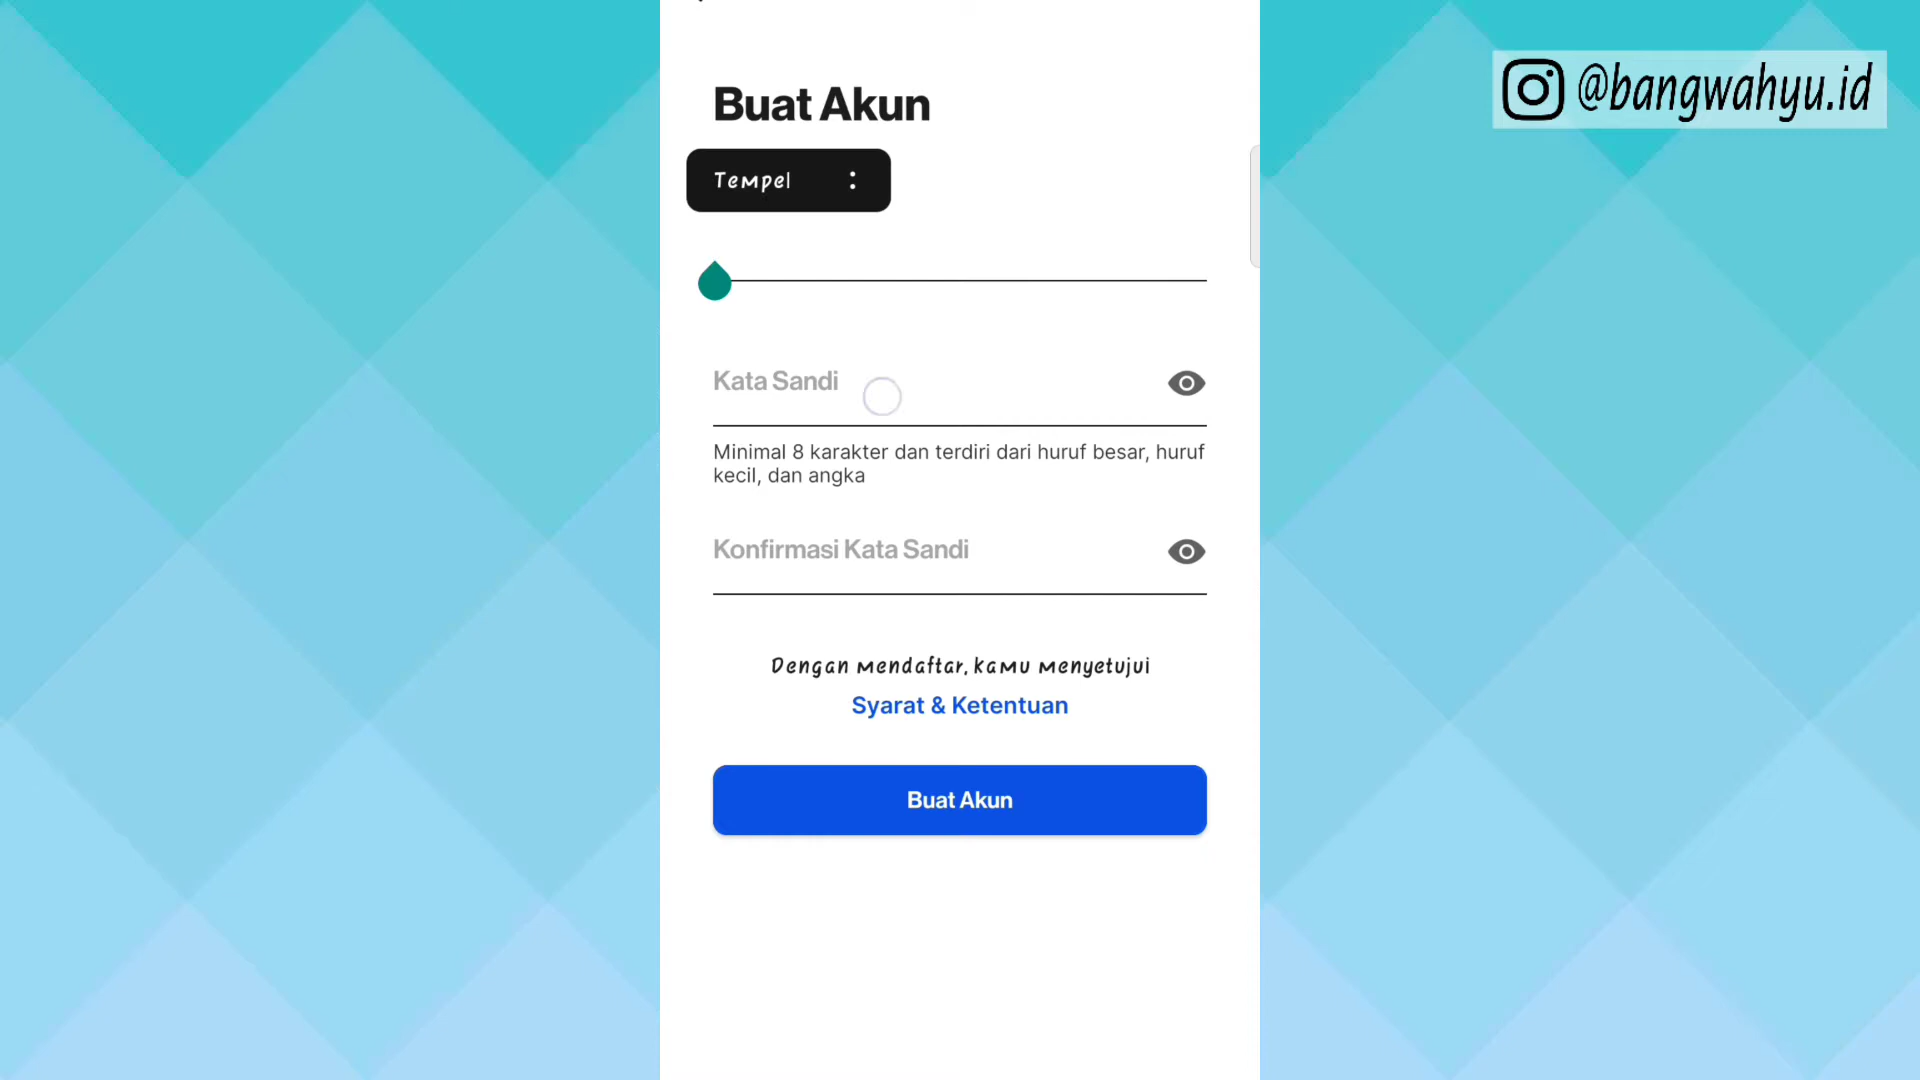 @bangwahyu.id
Buat Akun
Tempel
Kata Sandi
Minimal 8 karakter dan terdiri dari huruf besar, huruf
kecil, dan angka
Konfirmasi Kata Sandi
Dengan mendaftar, kamu menyetujui
Syarat & Ketentuan
Buat Akun